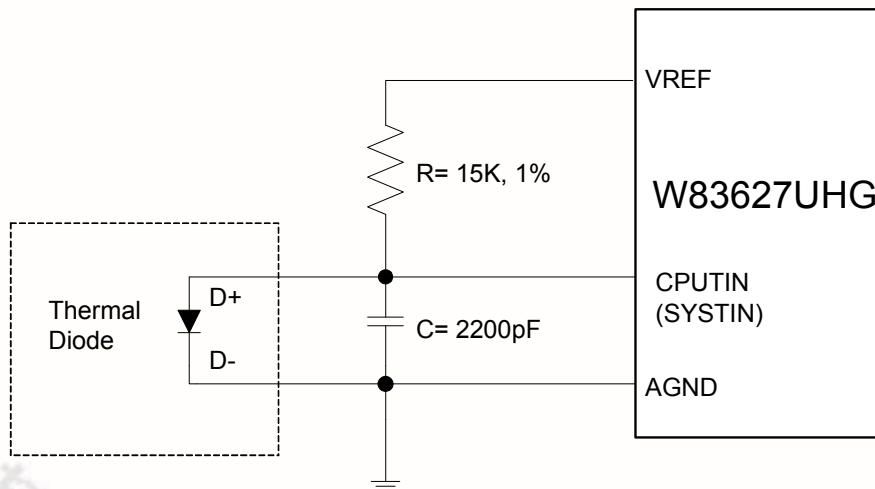 VREF
R= 15K, 1%
W83627UHG
Thermal
Diode
D+
D-
CPUTIN
(SYSTIN)
C= 2200pF
AGND